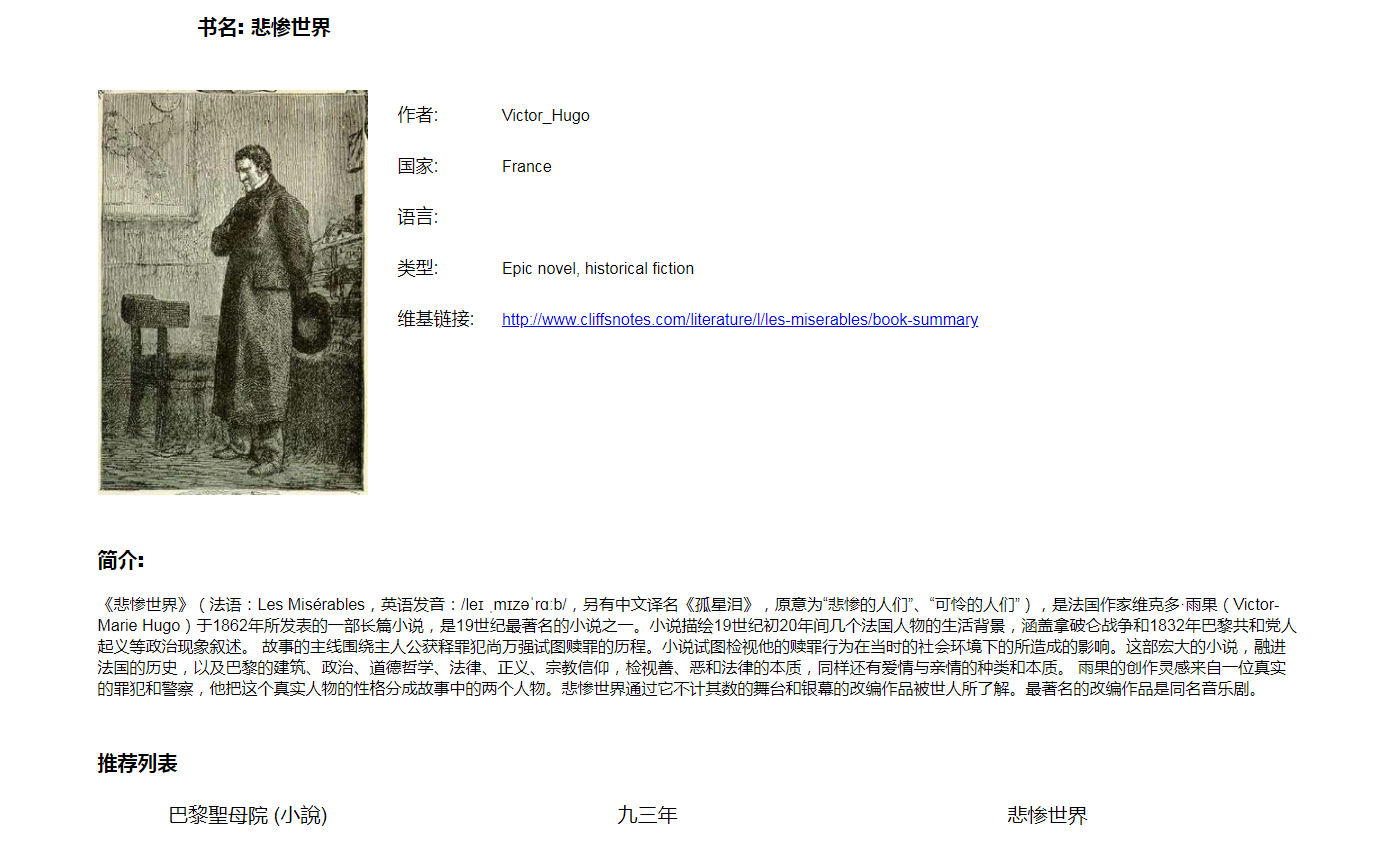 书名: 悲惨世界
作者: Victor_Hugo
国家: France
语言:
类型: Epic novel, historical fiction
维基链接: http://www.cliffsnotes.com/literature/l/les-miserables/book-summary
简介:
《悲惨世界》（法语：Les Misérables，英语发音：/leɪ ˌmɪzəˈrɑːb/，另有中文译名《孤星泪》，原意为“悲惨的人们”、“可怜的人们”），是法国作家维克多·雨果（Victor-
Marie Hugo）于1862年所发表的一部长篇小说，是19世纪最著名的小说之一。小说描绘19世纪初20年间几个法国人物的生活背景，涵盖拿破仑战争和1832年巴黎共和党人
起义等政治现象叙述。 故事的主线围绕主人公获释罪犯尚万强试图赎罪的历程。小说试图检视他的赎罪行为在当时的社会环境下的所造成的影响。这部宏大的小说，融进
法国的历史，以及巴黎的建筑、政治、道德哲学、法律、正义、宗教信仰，检视善、恶和法律的本质，同样还有爱情与亲情的种类和本质。 雨果的创作灵感来自一位真实
的罪犯和警察，他把这个真实人物的性格分成故事中的两个人物。悲惨世界通过它不计其数的舞台和银幕的改编作品被世人所了解。最著名的改编作品是同名音乐剧。
推荐列表
巴黎聖母院 (小說) 九三年 悲惨世界